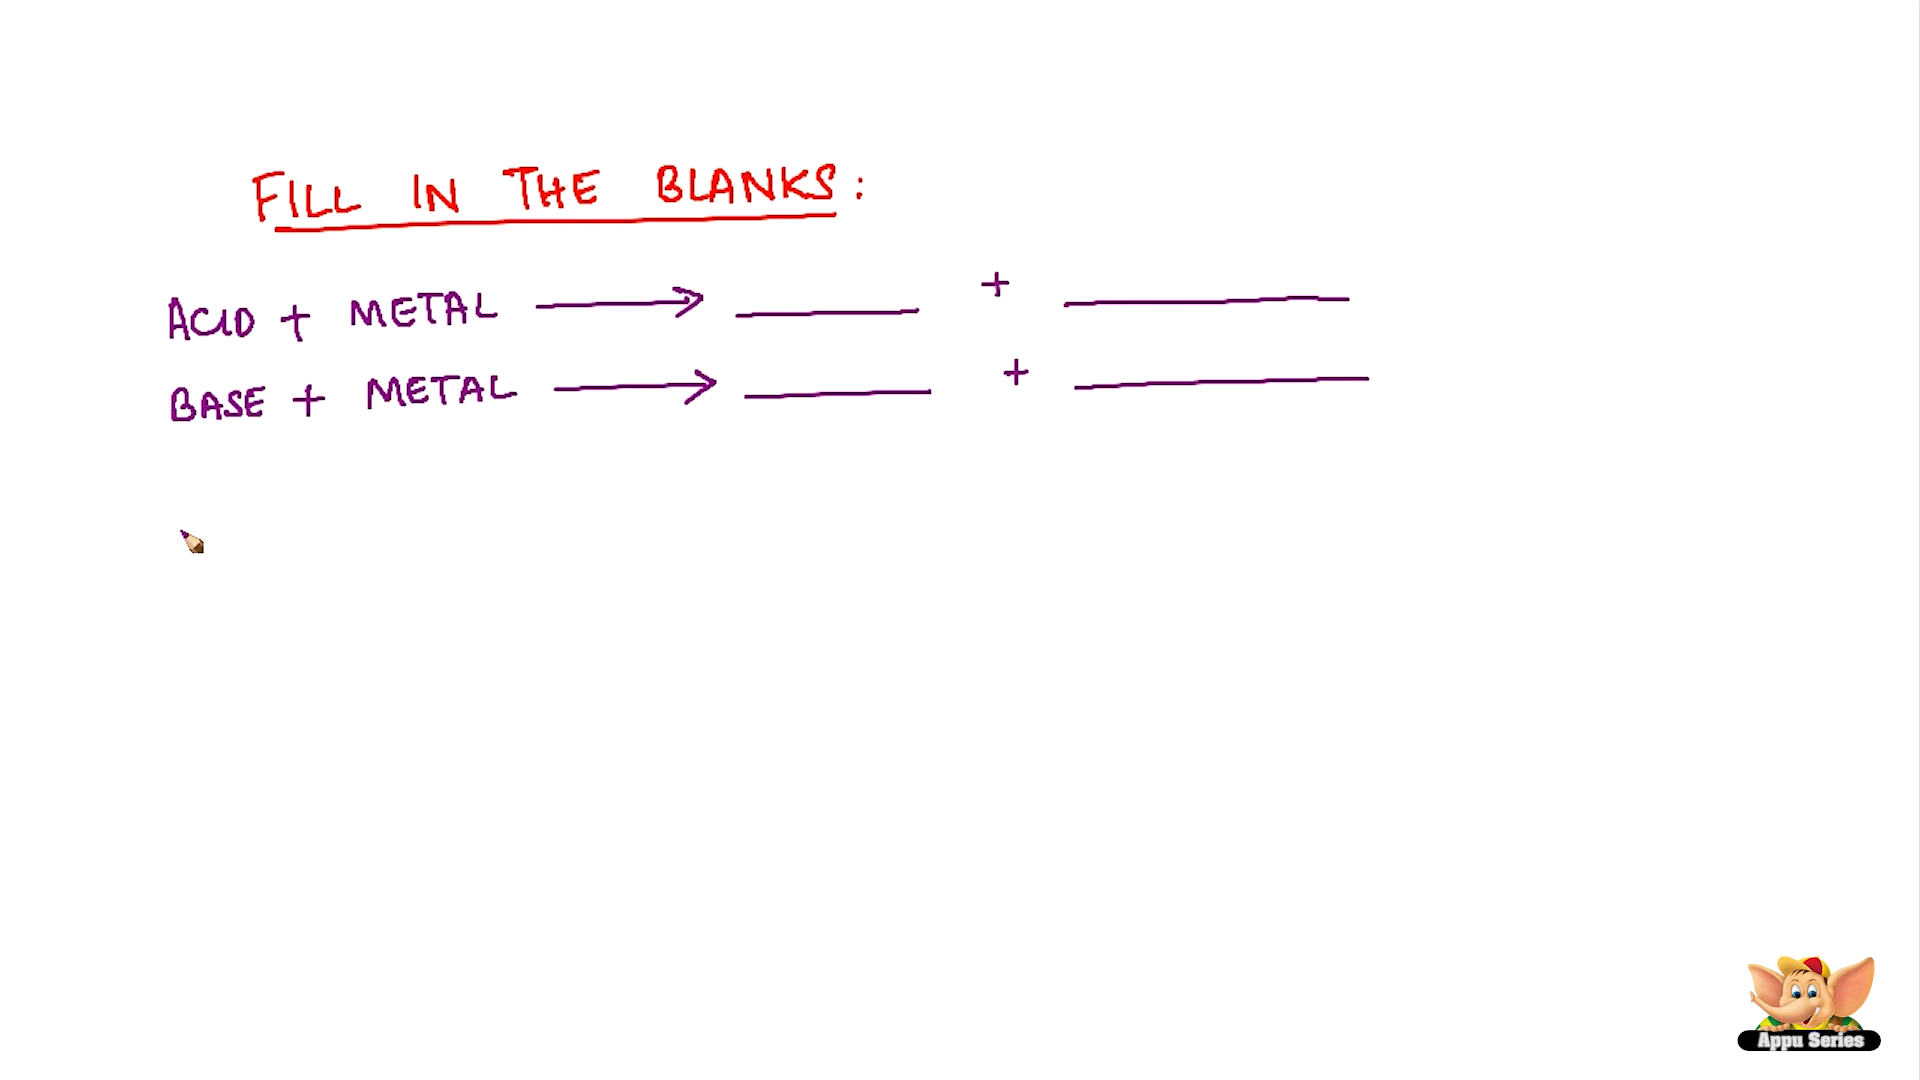 FILL IN THE BLANKS:
ACID + METAL → ______ + ______
BASE + METAL → ______ + ______
Appu Series